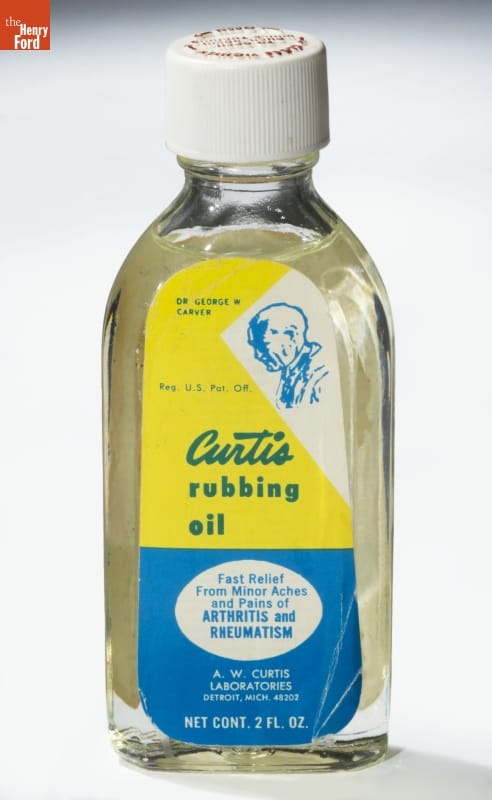 the
Henry
Ford
DR GEORGE W
CARVER
Reg. U.S. Pat. Off.
Curtis
rubbing
oil
Fast Relief
From Minor Aches
and Pains of
ARTHRITIS and
RHEUMATISM
A. W. CURTIS
LABORATORIES
DETROIT, MICH. 48202
NET CONT. 2 FL. OZ.